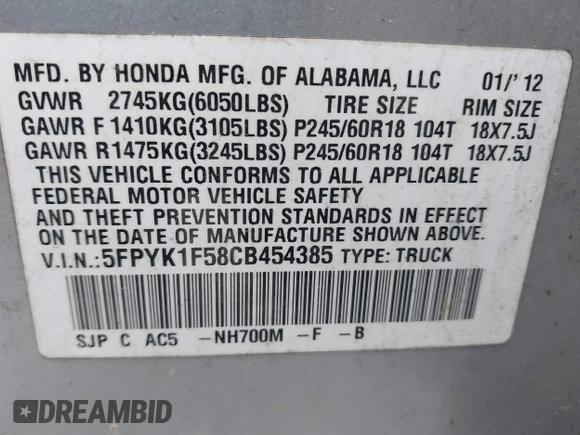 MFD. BY HONDA MFG. OF ALABAMA, LLC 01/'12
GVWR 2745KG(6050LBS) TIRE SIZE RIM SIZE
GAWR F 1410KG(3105LBS) P245/60R18 104T 18X7.5J
GAWR R1475KG(3245LBS) P245/60R18 104T 18X7.5J
THIS VEHICLE CONFORMS TO ALL APPLICABLE
FEDERAL MOTOR VEHICLE SAFETY
AND THEFT PREVENTION STANDARDS IN EFFECT
ON THE DATE OF MANUFACTURE SHOWN ABOVE.
V.I.N.:5FPYK1F58CB454385 TYPE: TRUCK
SJP C AC5 -NH700M -F -B
DREAMBID